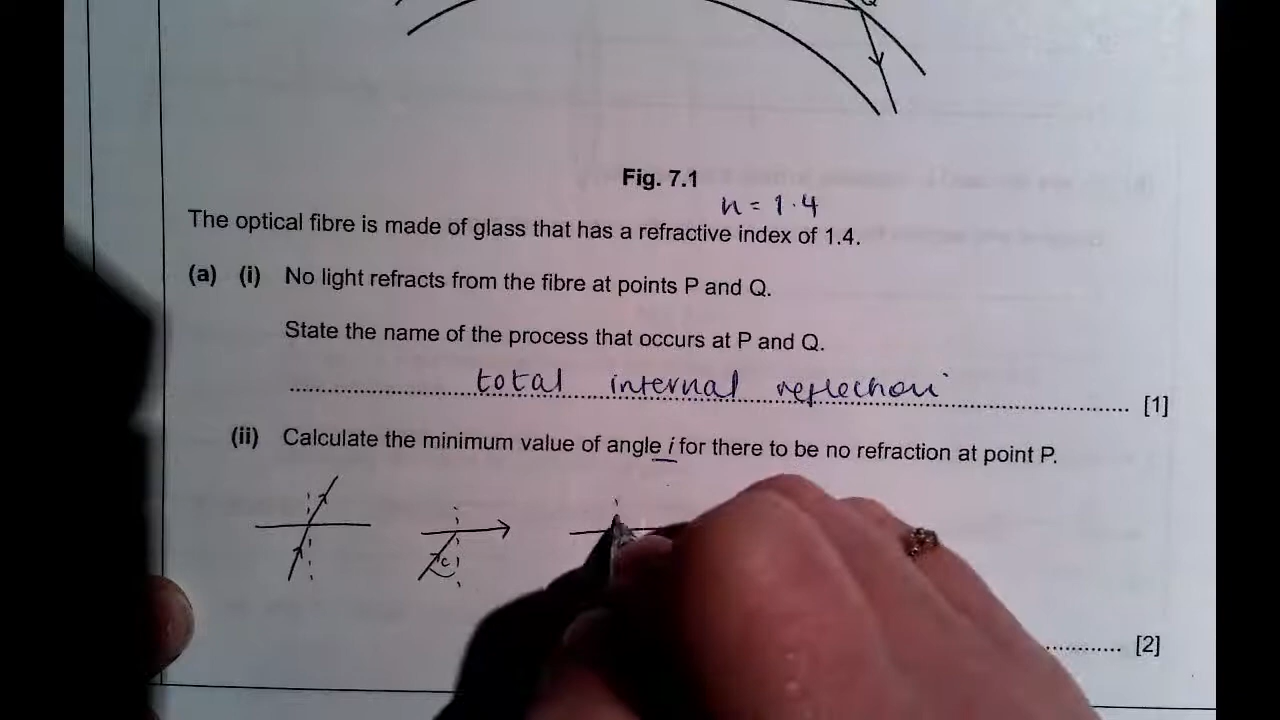 Fig. 7.1
n = 1.4
The optical fibre is made of glass that has a refractive index of 1.4.
(a) (i) No light refracts from the fibre at points P and Q.
State the name of the process that occurs at P and Q.
total internal reflection
[1]
(ii) Calculate the minimum value of angle i for there to be no refraction at point P.
c
[2]